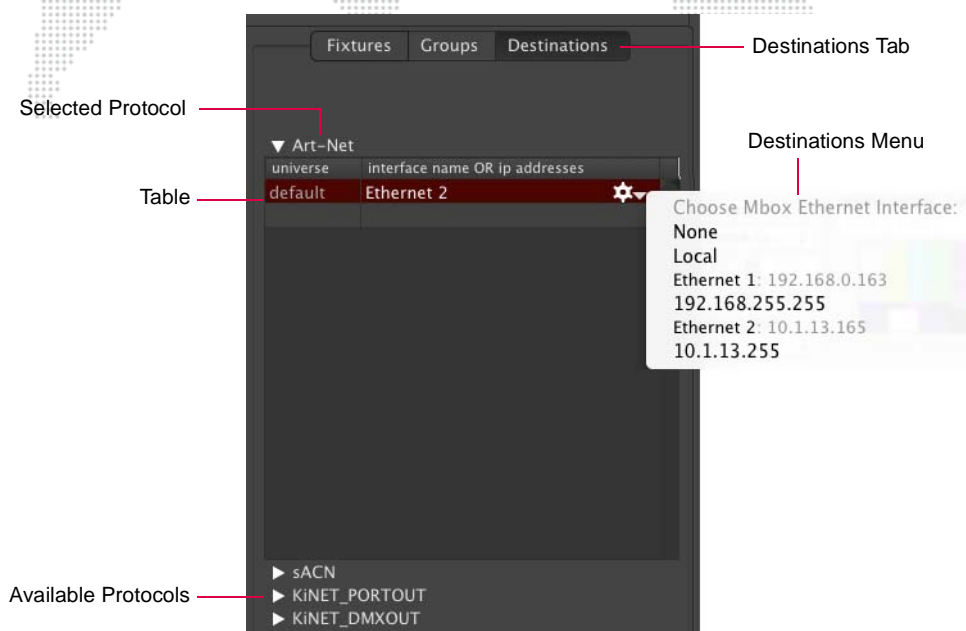 Fixtures Groups Destinations
Destinations Tab
Selected Protocol
Art-Net
Destinations Menu
universe interface name OR ip addresses
Table
default Ethernet 2
Choose Mbox Ethernet Interface:
None
Local
Ethernet 1: 192.168.0.163
192.168.255.255
Ethernet 2: 10.1.13.165
10.1.13.255
sACN
Available Protocols
KiNET_PORTOUT
KiNET_DMXOUT